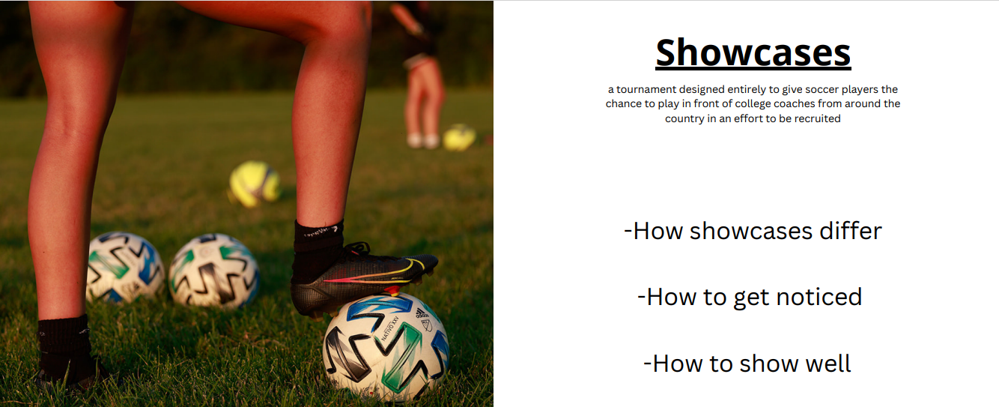 Showcases
a tournament designed entirely to give soccer players the
chance to play in front of college coaches from around the
country in an effort to be recruited
-How showcases differ
-How to get noticed
-How to show well
adidas
NATIVO XXV